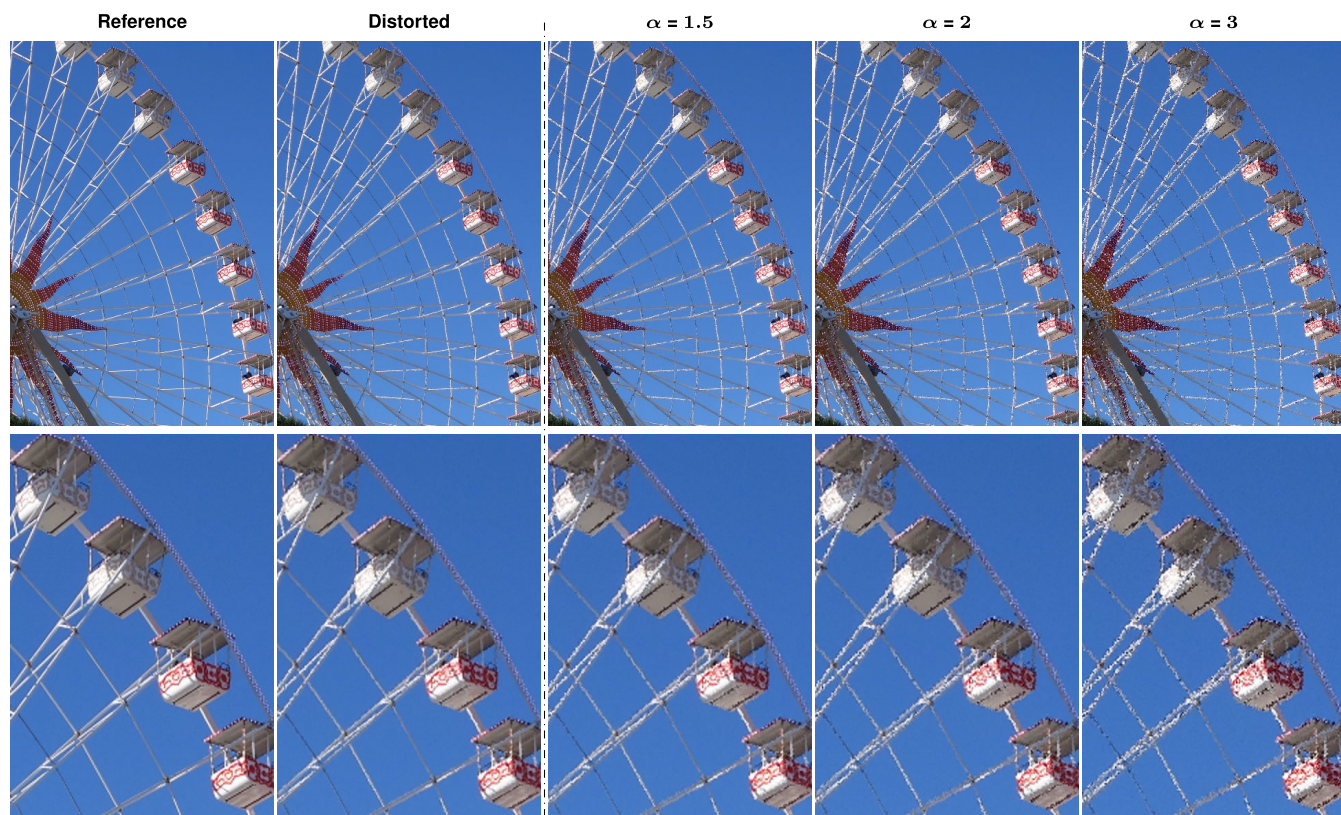 Reference Distorted α = 1.5 α = 2 α = 3